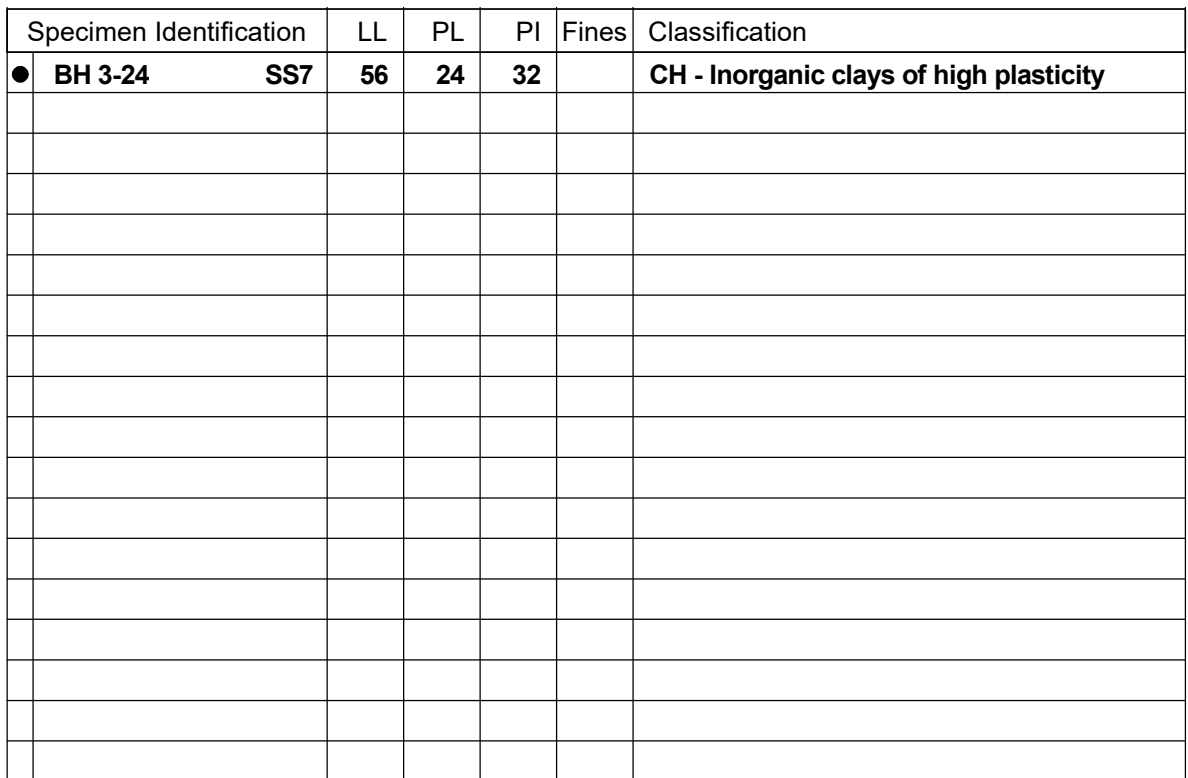 Specimen Identification LL PL PI Fines Classification
● BH 3-24 SS7 56 24 32 CH - Inorganic clays of high plasticity